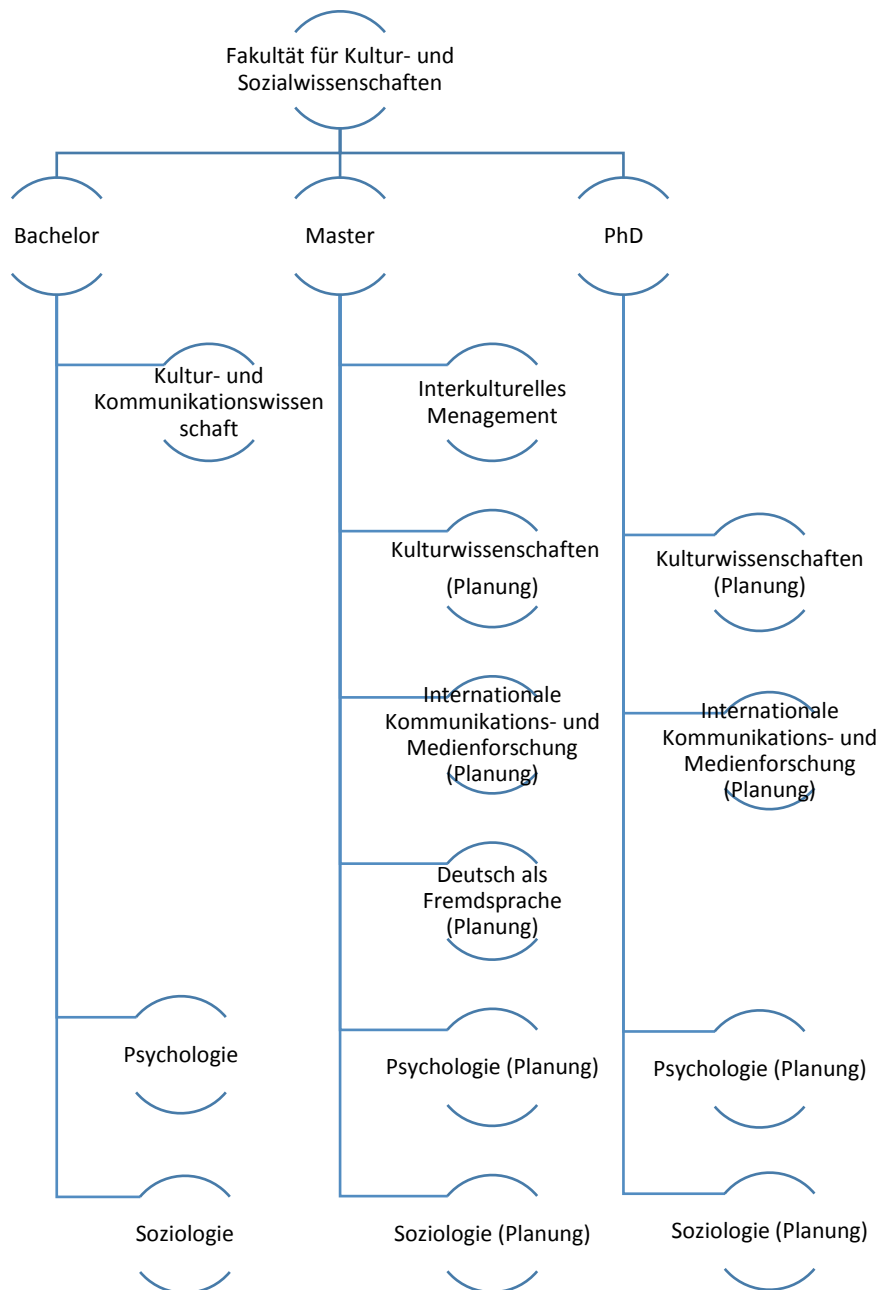 Fakultät für Kultur- und
Sozialwissenschaften
Bachelor
Master
PhD
Kultur- und
Kommunikationswissen
schaft
Psychologie
Soziologie
Interkulturelles
Menagement
Kulturwissenschaften
(Planung)
Internationale
Kommunikations- und
Medienforschung
(Planung)
Deutsch als
Fremdsprache
(Planung)
Psychologie (Planung)
Soziologie (Planung)
Kulturwissenschaften
(Planung)
Internationale
Kommunikations- und
Medienforschung
(Planung)
Psychologie (Planung)
Soziologie (Planung)